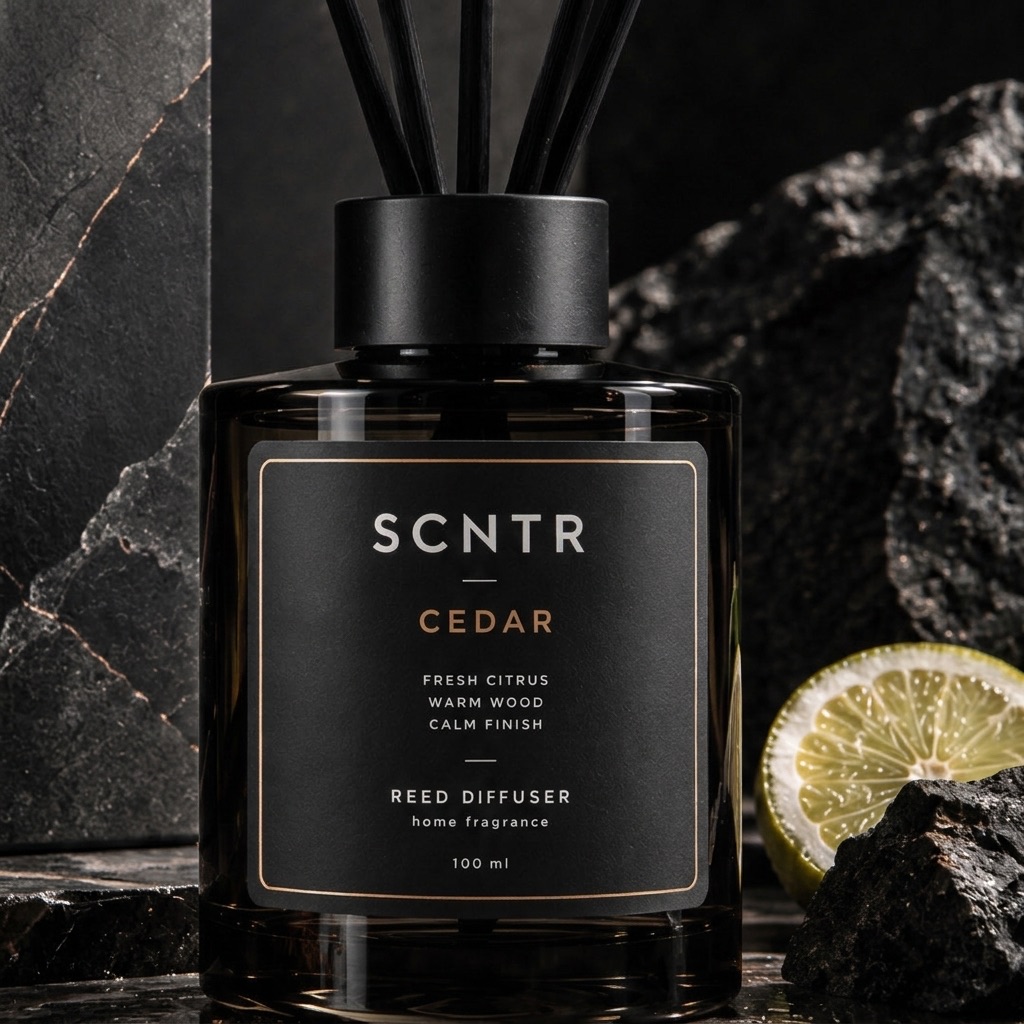 SCNTR
CEDAR
FRESH CITRUS
WARM WOOD
CALM FINISH
REED DIFFUSER
home fragrance
100 ml